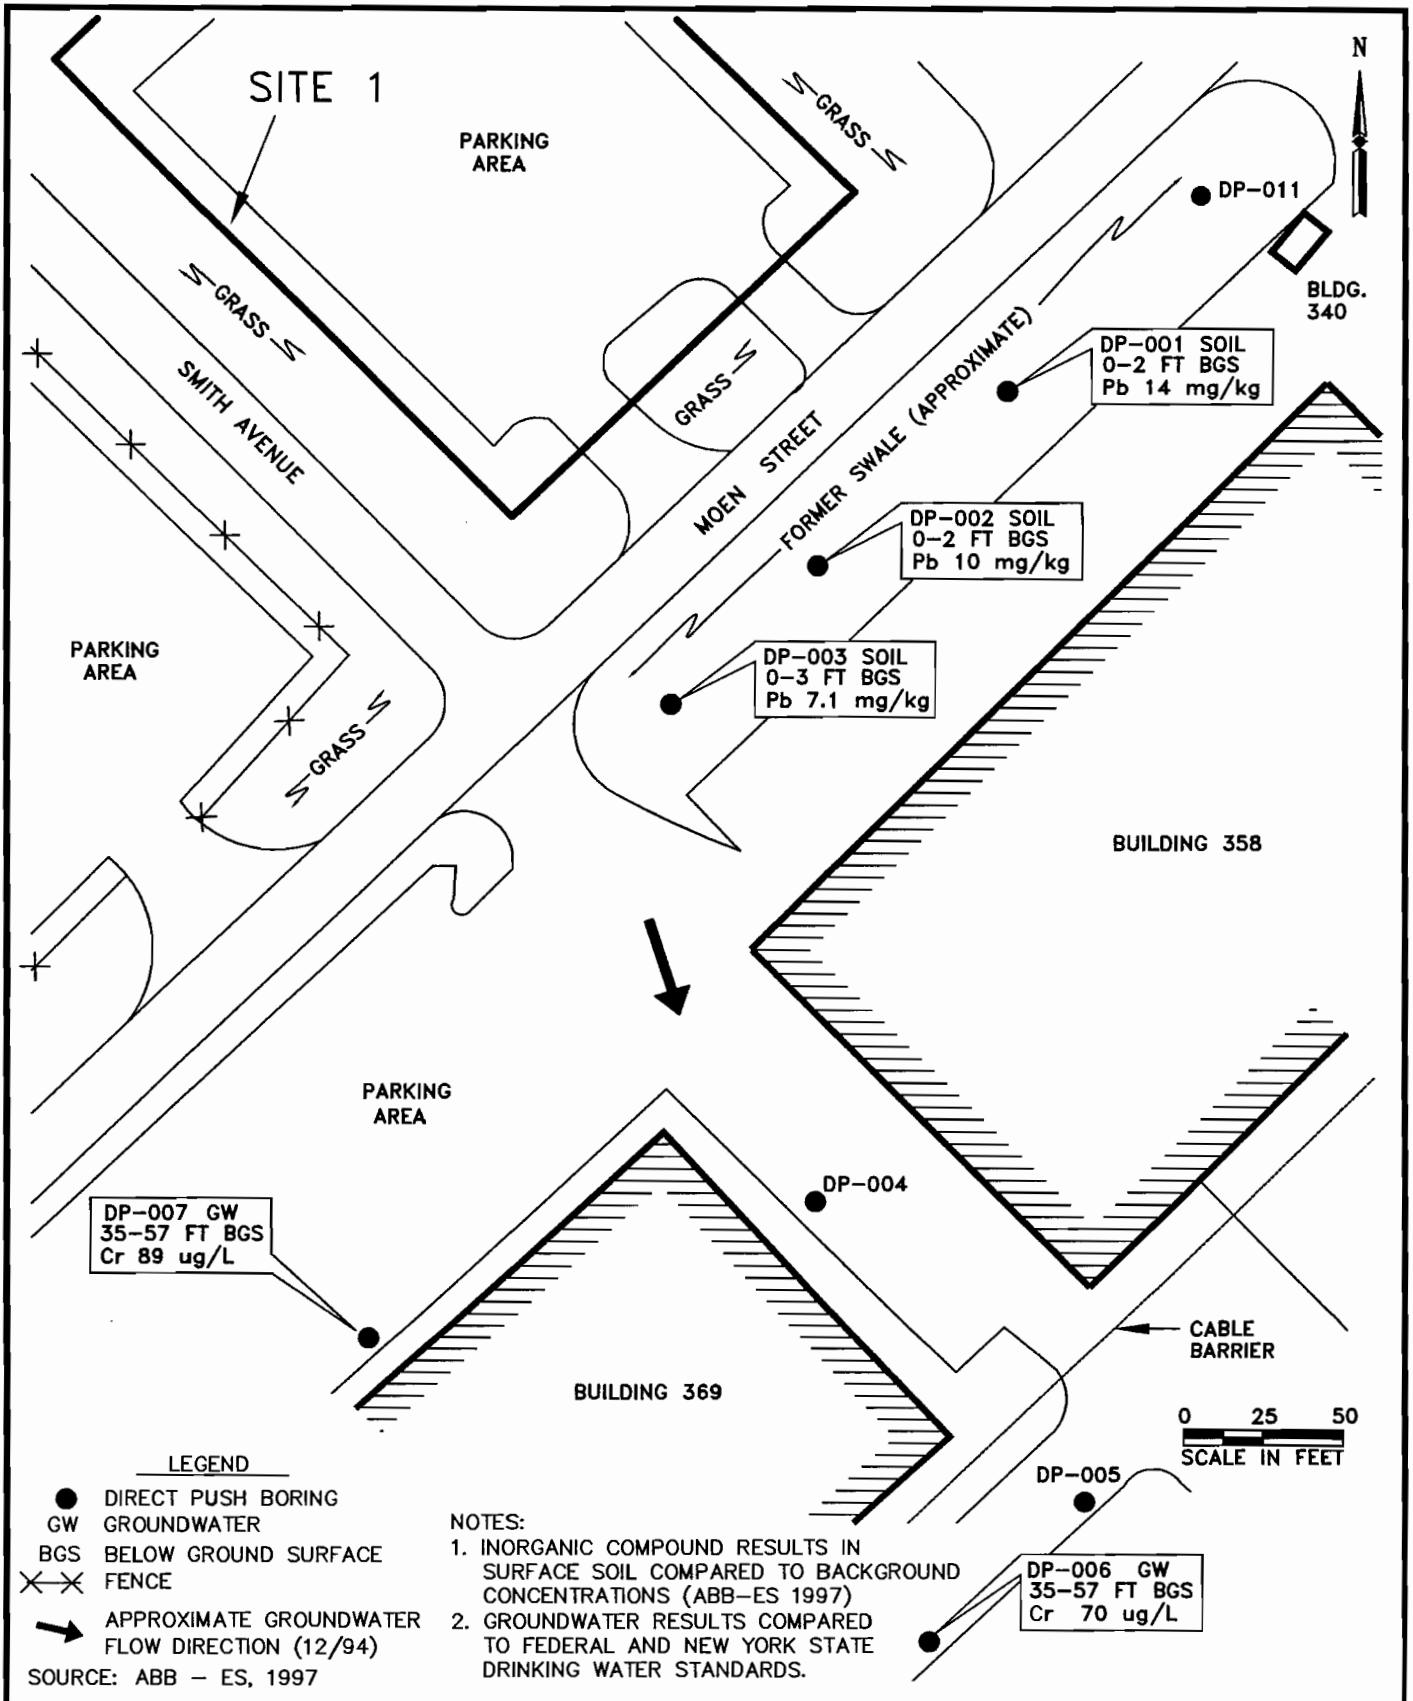 N
SITE 1
PARKING
AREA
GRASS
DP-011
BLDG.
340
GRASS
DP-001 SOIL
0-2 FT BGS
Pb 14 mg/kg
SMITH AVENUE
GRASS
MOEN STREET
FORMER SWALE (APPROXIMATE)
DP-002 SOIL
0-2 FT BGS
Pb 10 mg/kg
PARKING
AREA
DP-003 SOIL
0-3 FT BGS
Pb 7.1 mg/kg
GRASS
BUILDING 358
PARKING
AREA
DP-004
DP-007 GW
35-57 FT BGS
Cr 89 ug/L
CABLE
BARRIER
BUILDING 369
0 25 50
SCALE IN FEET
DP-005
DP-006 GW
35-57 FT BGS
Cr 70 ug/L
LEGEND
DIRECT PUSH BORING
GW GROUNDWATER
BGS BELOW GROUND SURFACE
FENCE
APPROXIMATE GROUNDWATER
FLOW DIRECTION (12/94)
SOURCE: ABB - ES, 1997
NOTES:
1. INORGANIC COMPOUND RESULTS IN
SURFACE SOIL COMPARED TO BACKGROUND
CONCENTRATIONS (ABB-ES 1997)
2. GROUNDWATER RESULTS COMPARED
TO FEDERAL AND NEW YORK STATE
DRINKING WATER STANDARDS.